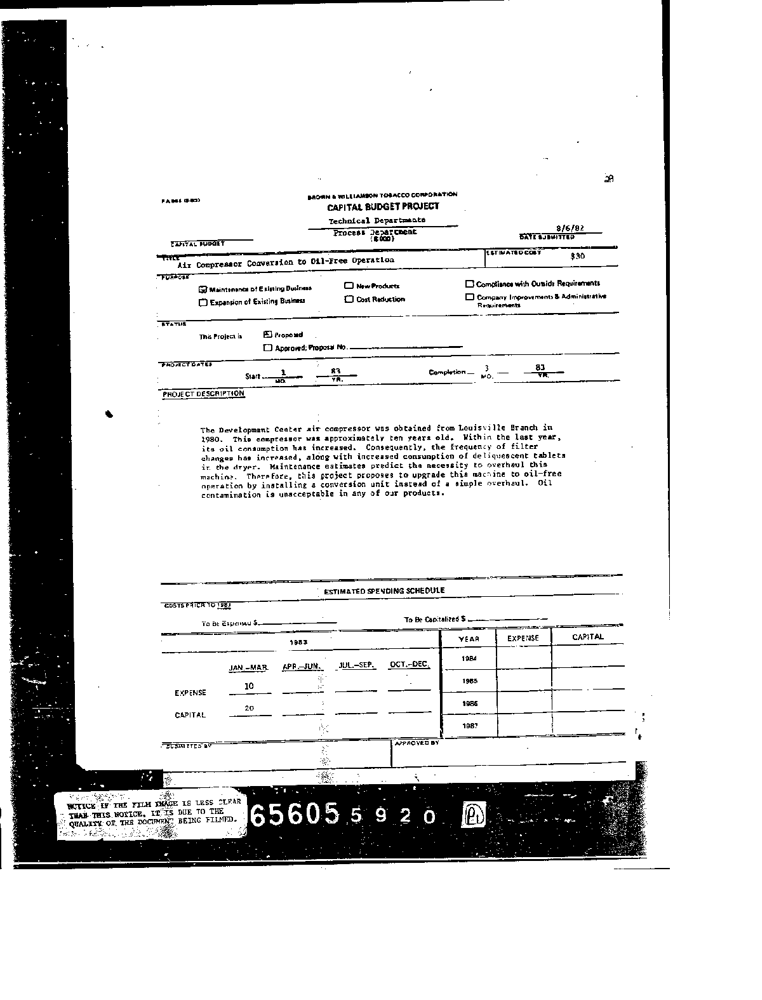 BROWN & WILLIAMSON TOBACCO CORPORATION
CAPITAL BUDGET PROJECT
Technical Departments
Process Department
($000)
8/6/82
DATE SUBMITTED
CAPITAL BUDGET
TITLE
Air Compressor Conversion to Oil-Free Operation
ESTIMATED COST
$30
PURPOSE
Maintenance of Existing Business
New Products
Compliance with Outside Requirements
Expansion of Existing Business
Cost Reduction
Company Improvements & Administrative
Requirements
STATUS
This Project is
Proposed
Approved; Proposal No.
PROJECT DATES
Start 1 83
MO. YR.
Completion 3 83
MO. YR.
PROJECT DESCRIPTION
The Development Center air compressor was obtained from Louisville Branch in
1980. This compressor was approximately ten years old. Within the last year,
its oil consumption has increased. Consequently, the frequency of filter
changes has increased, along with increased consumption of deliquescent tablets
in the dryer. Maintenance estimates predict the necessity to overhaul this
machine. Therefore, this project proposes to upgrade this machine to oil-free
operation by installing a conversion unit instead of a simple overhaul. Oil
contamination is unacceptable in any of our products.
ESTIMATED SPENDING SCHEDULE
COSTS PRIOR TO 1983
To Be Expensed $
To Be Capitalized $
1983
YEAR EXPENSE CAPITAL
JAN.-MAR. APR.-JUN. JUL.-SEP. OCT.-DEC.
1984
EXPENSE 10
1985
CAPITAL 20
1986
1987
SUBMITTED BY
APPROVED BY
NOTICE IF THE FILM IMAGE IS LESS CLEAR
THAN THIS NOTICE, IT IS DUE TO THE
QUALITY OF THE DOCUMENT BEING FILMED.
65605 5920